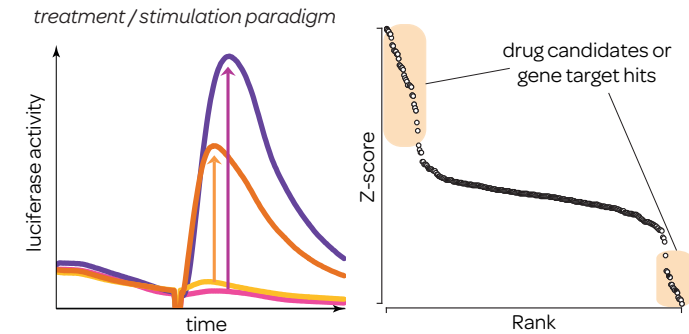 treatment / stimulation paradigm
luciferase activity
time
drug candidates or
gene target hits
Z-score
Rank